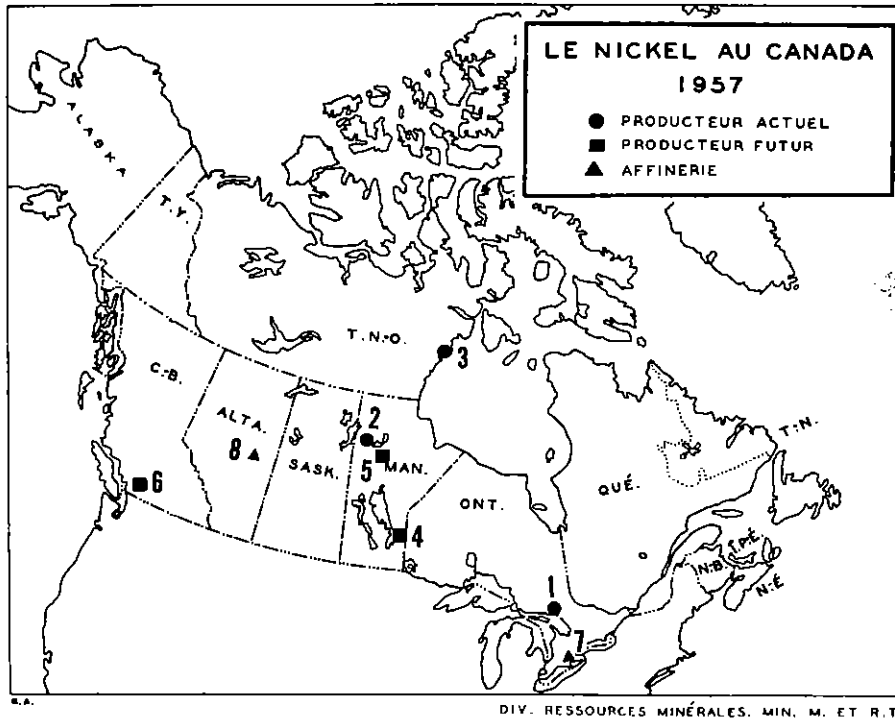 LE NICKEL AU CANADA
1957
PRODUCTEUR ACTUEL
PRODUCTEUR FUTUR
AFFINERIE
ALASKA
T.Y.
T.N.-O.
3
C.-B.
ALTA.
8
SASK.
2
5
MAN.
6
4
ONT.
QUÉ.
T.-N.
N.-B.
Î.P.É.
N.-É.
1
7
DIV. RESSOURCES MINÉRALES. MIN. M. ET R.T